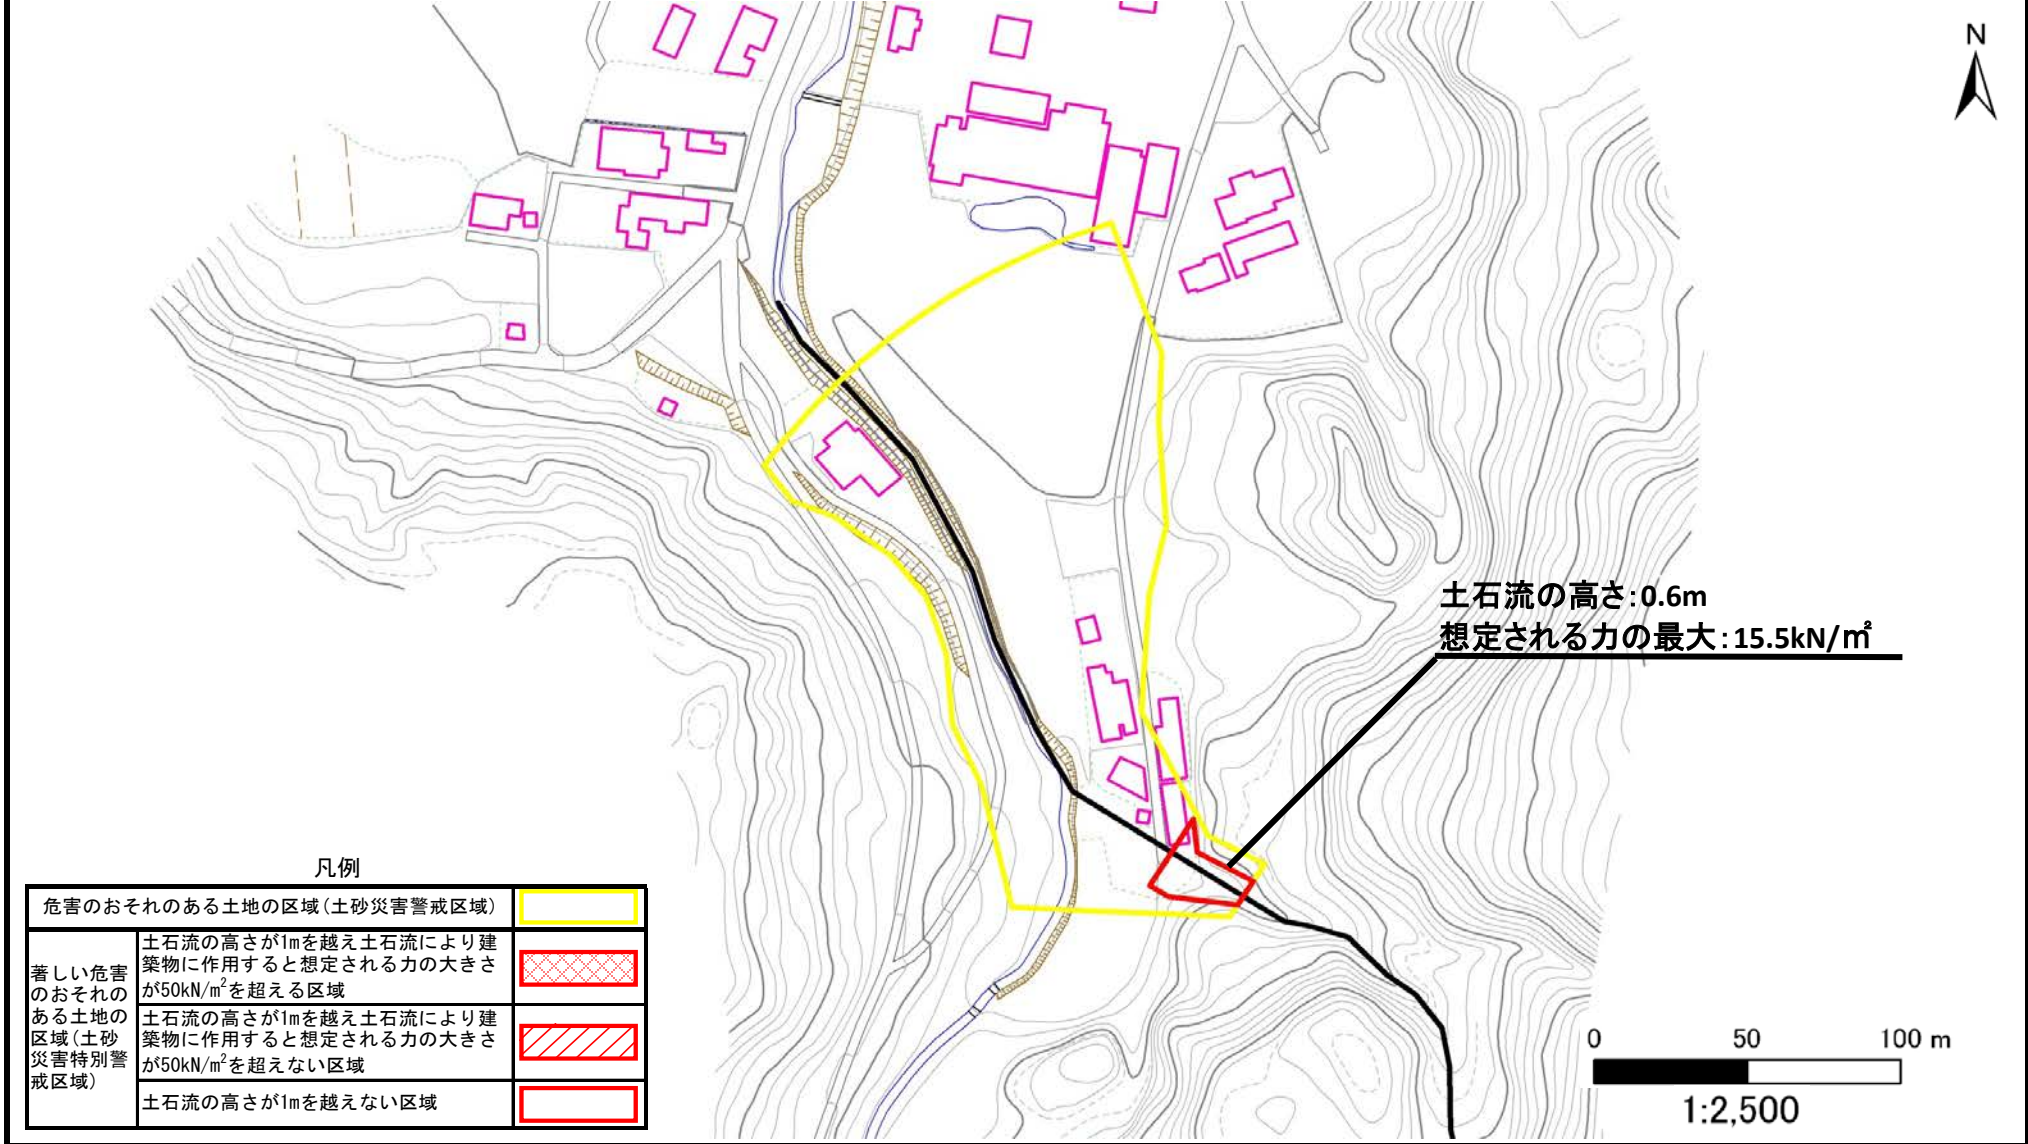 N
土石流の高さ:0.6m
想定される力の最大:15.5kN/㎡
凡例
危害のおそれのある土地の区域(土砂災害警戒区域)
著しい危害
のおそれの
ある土地の
区域(土砂
災害特別警
戒区域)
土石流の高さが1mを越え土石流により建
築物に作用すると想定される力の大きさ
が50kN/m²を超える区域
土石流の高さが1mを越え土石流により建
築物に作用すると想定される力の大きさ
が50kN/m²を超えない区域
土石流の高さが1mを越えない区域
0 50 100 m
1:2,500